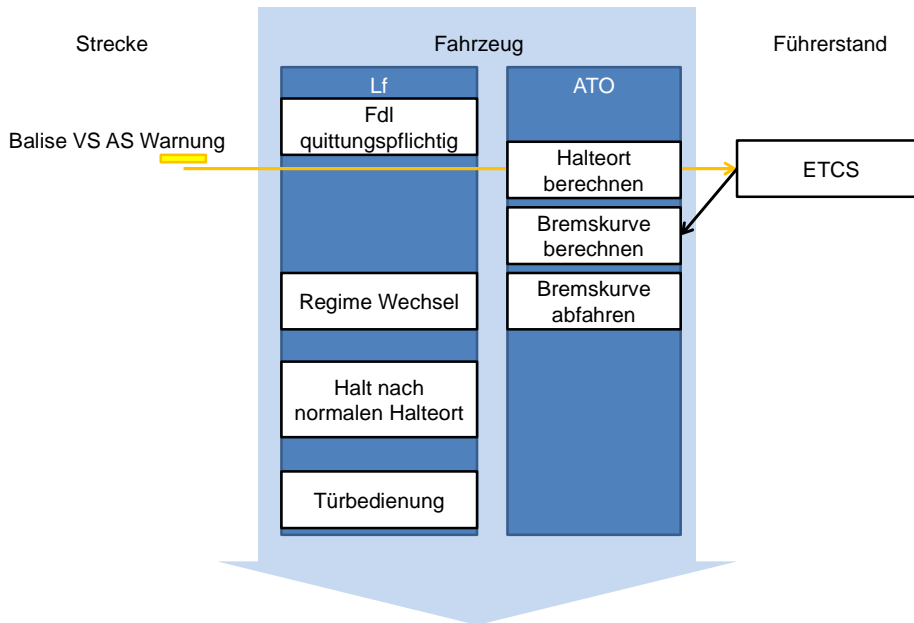 Strecke
Fahrzeug
Führerstand
Lf
ATO
Fdl
quittungspflichtig
Balise VS AS Warnung
Halteort
berechnen
ETCS
Bremskurve
berechnen
Regime Wechsel
Bremskurve
abfahren
Halt nach
normalen Halteort
Türbedienung